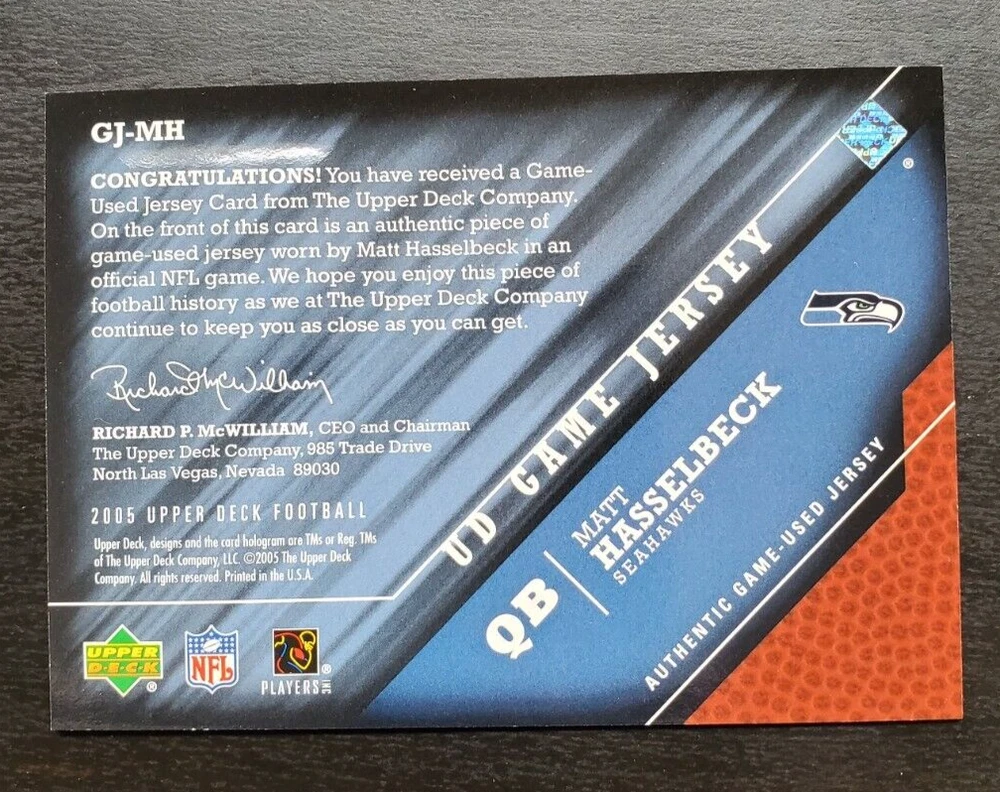 GJ-MH
CONGRATULATIONS! You have received a Game-
Used Jersey Card from The Upper Deck Company.
On the front of this card is an authentic piece of
game-used jersey worn by Matt Hasselbeck in an
official NFL game. We hope you enjoy this piece of
football history as we at The Upper Deck Company
continue to keep you as close as you can get.
Richard P. McWilliam
RICHARD P. McWILLIAM, CEO and Chairman
The Upper Deck Company, 985 Trade Drive
North Las Vegas, Nevada 89030
2005 UPPER DECK FOOTBALL
Upper Deck, designs and the card hologram are TMs or Reg. TMs
of The Upper Deck Company, LLC. ©2005 The Upper Deck
Company. All rights reserved. Printed in the U.S.A.
UPPER
D·E·C·K
®
NFL
PLAYERS INC
®
UD GAME JERSEY
®
QB
MATT
HASSELBECK
SEAHAWKS
AUTHENTIC GAME-USED JERSEY